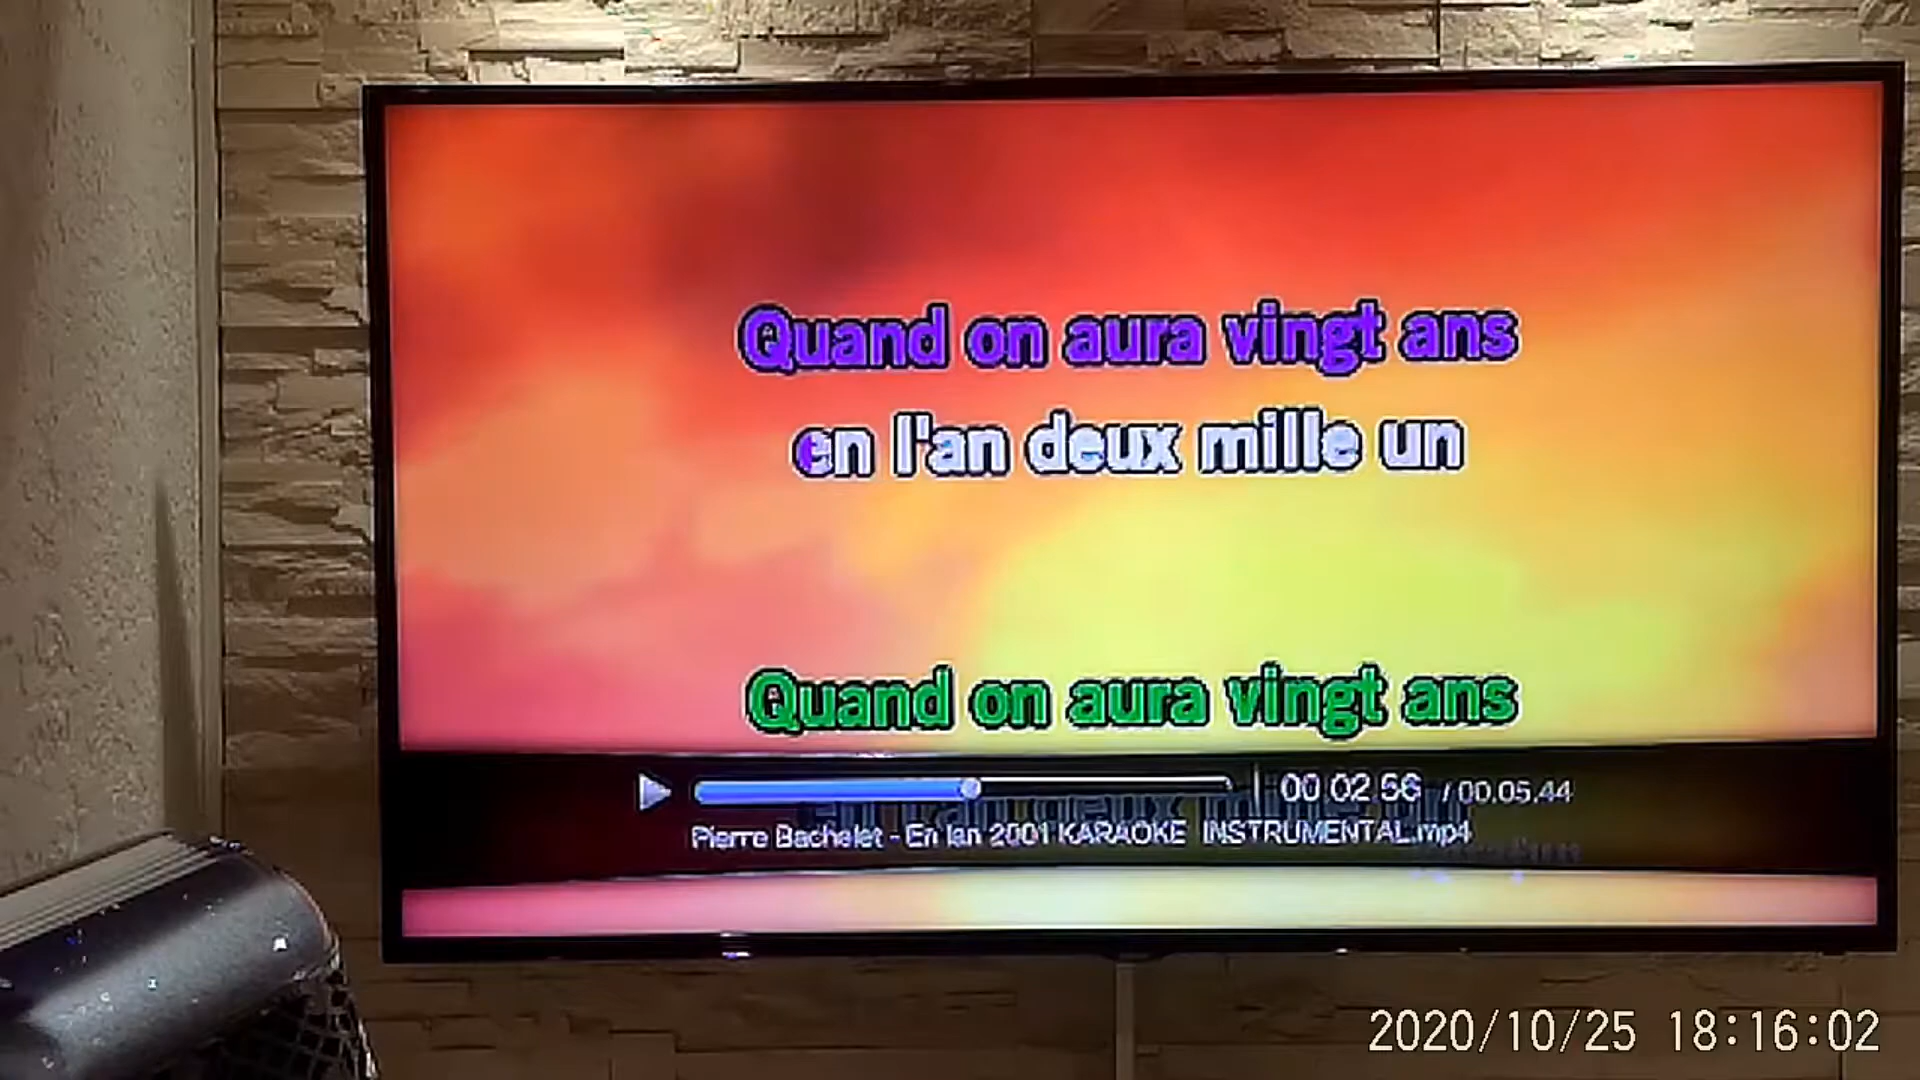 Quand on aura vingt ans
en l'an deux mille un
Quand on aura vingt ans
00:02:56 / 00:05:44
Pierre Bachelet - En lan 2001 KARAOKE INSTRUMENTAL.mp4
2020/10/25 18:16:02